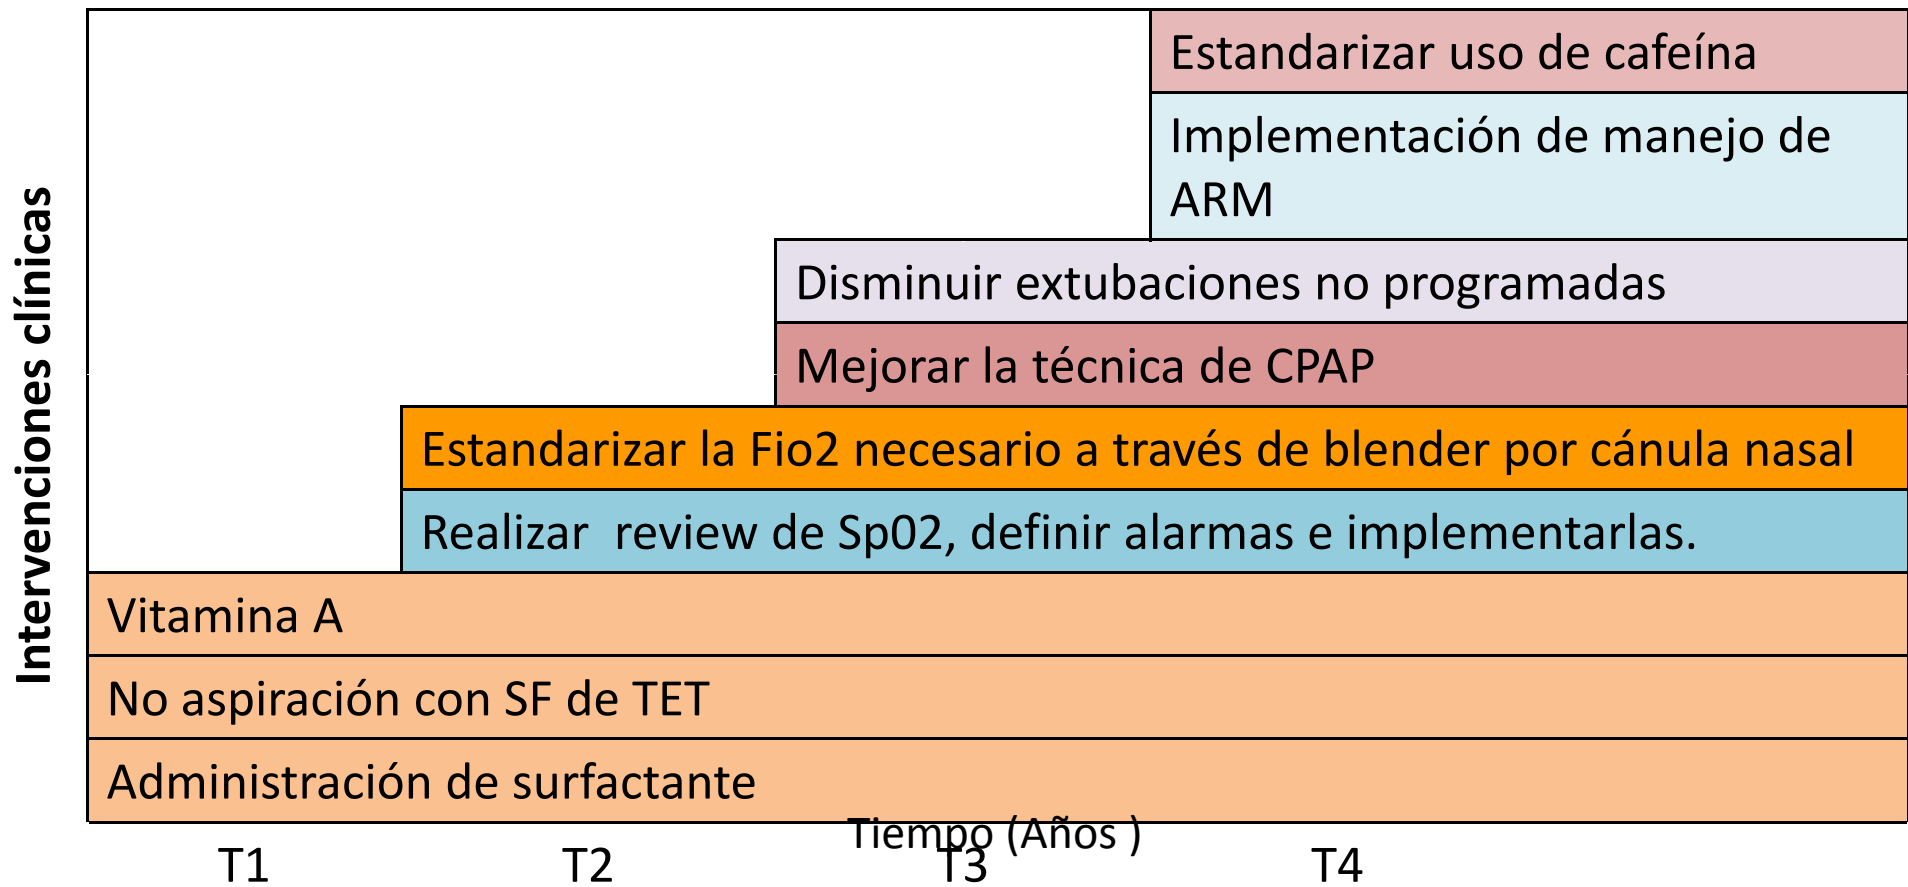 Intervenciones clínicas
Estandarizar uso de cafeína
Implementación de manejo de
ARM
Disminuir extubaciones no programadas
Mejorar la técnica de CPAP
Estandarizar la Fio2 necesario a través de blender por cánula nasal
Realizar  review de Sp02, definir alarmas e implementarlas.
Vitamina A
No aspiración con SF de TET
Administración de surfactante
Tiempo (Años )
T1 T2 T3 T4